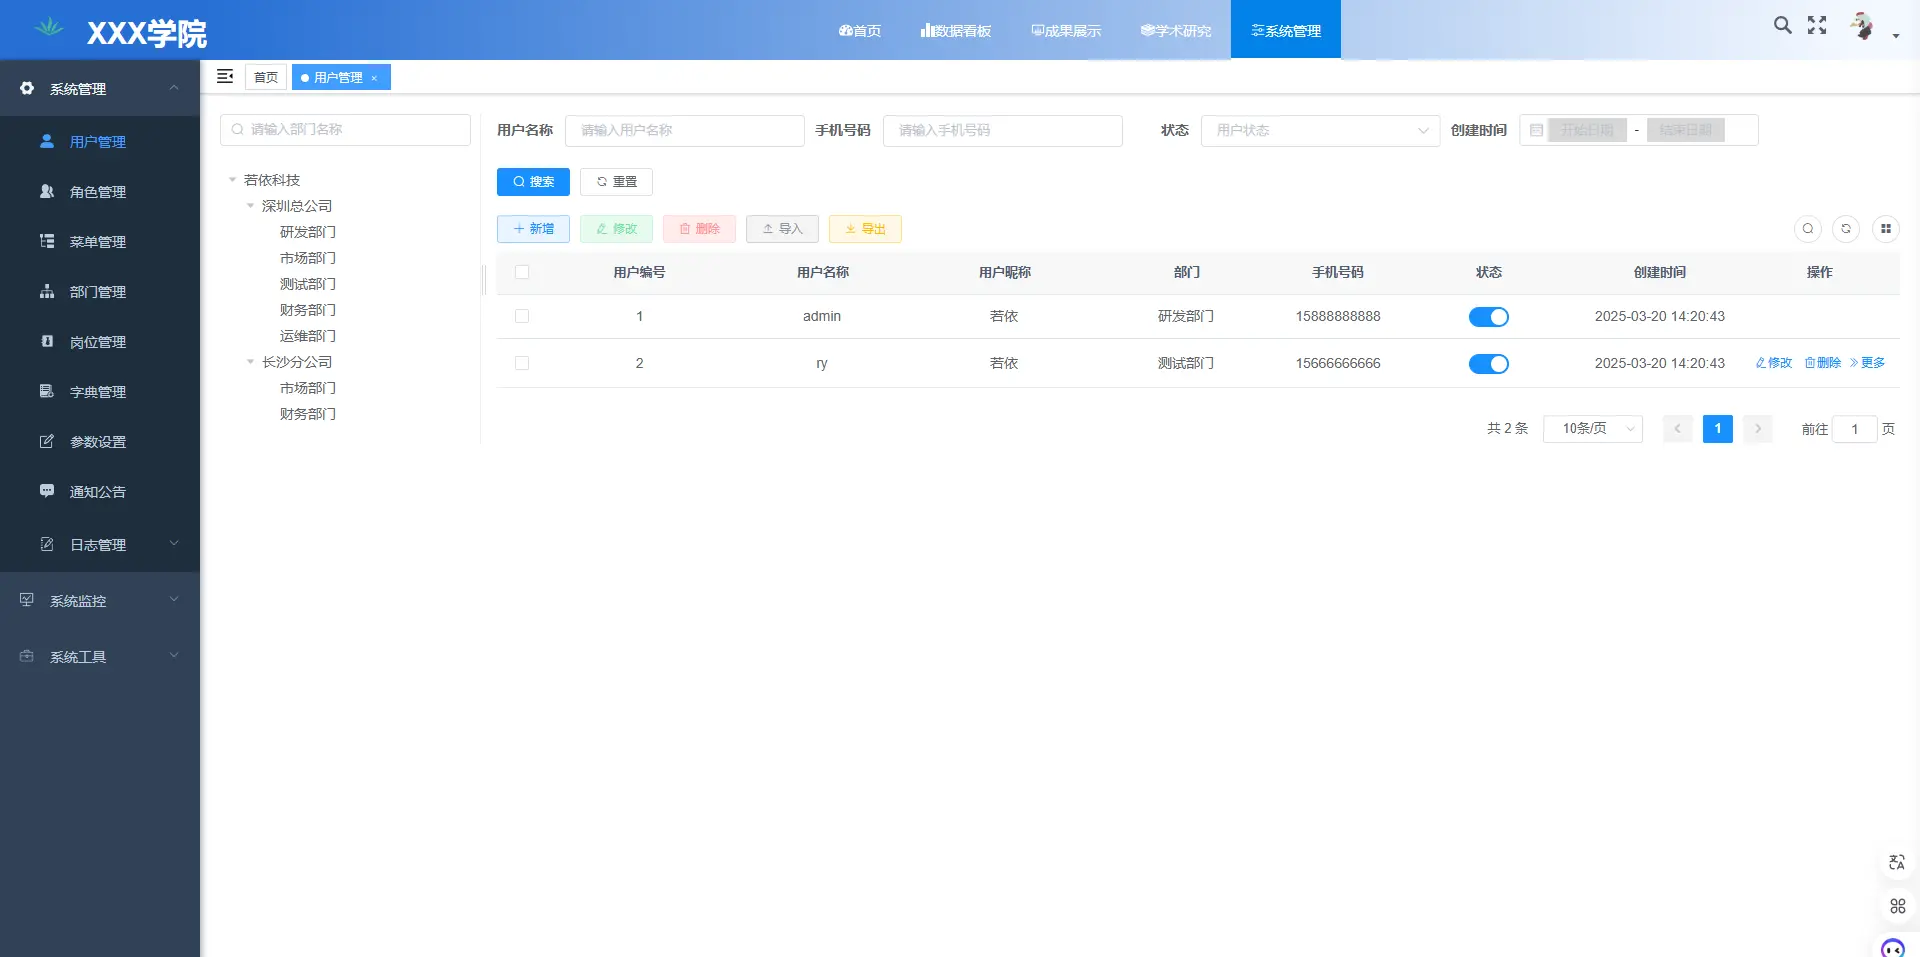 XXX学院
首页
数据看板
成果展示
学术研究
系统管理
系统管理
用户管理
角色管理
菜单管理
部门管理
岗位管理
字典管理
参数设置
通知公告
日志管理
系统监控
系统工具
首页
用户管理 ×
请输入部门名称
若依科技
深圳总公司
研发部门
市场部门
测试部门
财务部门
运维部门
长沙分公司
市场部门
财务部门
用户名称 请输入用户名称 手机号码 请输入手机号码 状态 用户状态 创建时间 开始日期 - 结束日期
搜索 重置
新增 修改 删除 导入 导出
用户编号 用户名称 用户昵称 部门 手机号码 状态 创建时间 操作
1 admin 若依 研发部门 15888888888 2025-03-20 14:20:43
2 ry 若依 测试部门 15666666666 2025-03-20 14:20:43 修改 删除 更多
共 2 条 10条/页 1 前往 1 页